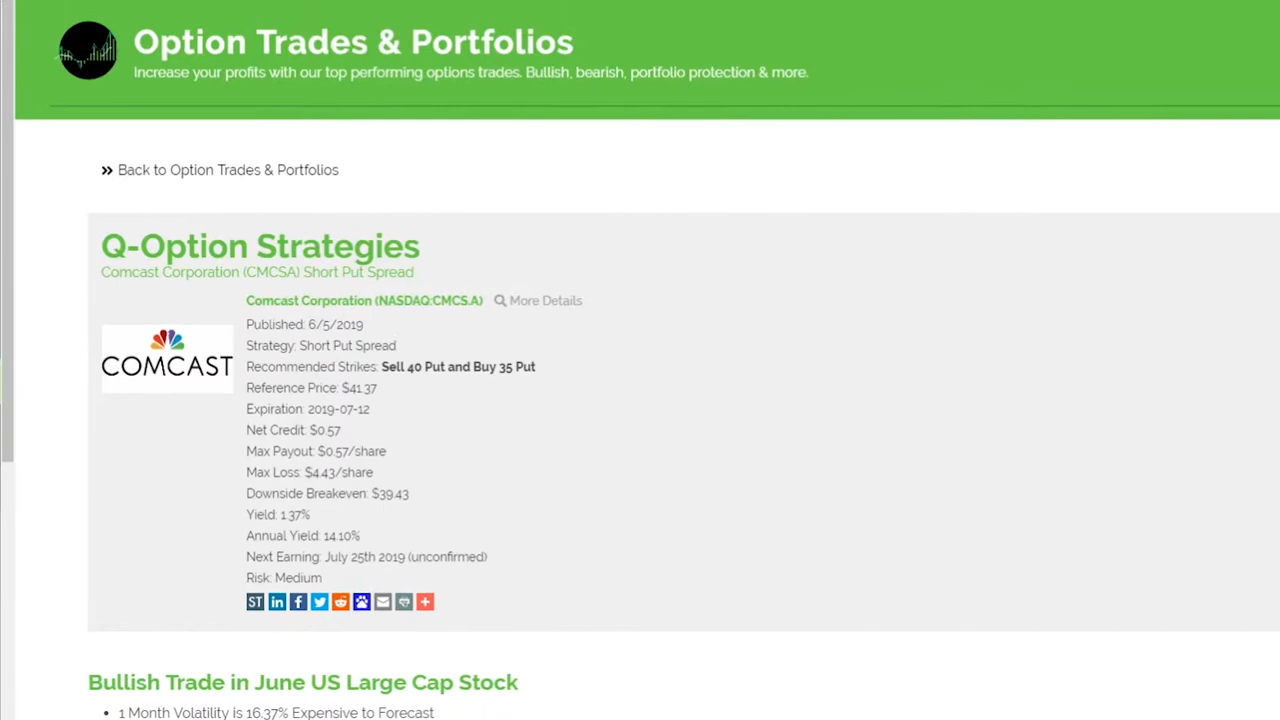 Option Trades & Portfolios
Increase your profits with our top performing options trades. Bullish, bearish, portfolio protection & more.
Back to Option Trades & Portfolios
Q-Option Strategies
Comcast Corporation (CMCSA) Short Put Spread
Comcast Corporation (NASDAQ:CMCS.A) More Details
Published: 6/5/2019
COMCAST
Strategy: Short Put Spread
Recommended Strikes: Sell 40 Put and Buy 35 Put
Reference Price: $41.37
Expiration: 2019-07-12
Net Credit: $0.57
Max Payout: $0.57/share
Max Loss: $4.43/share
Downside Breakeven: $39.43
Yield: 1.37%
Annual Yield: 14.10%
Next Earning: July 25th 2019 (unconfirmed)
Risk: Medium
ST in f
Bullish Trade in June US Large Cap Stock
• 1 Month Volatility is 16.37% Expensive to Forecast